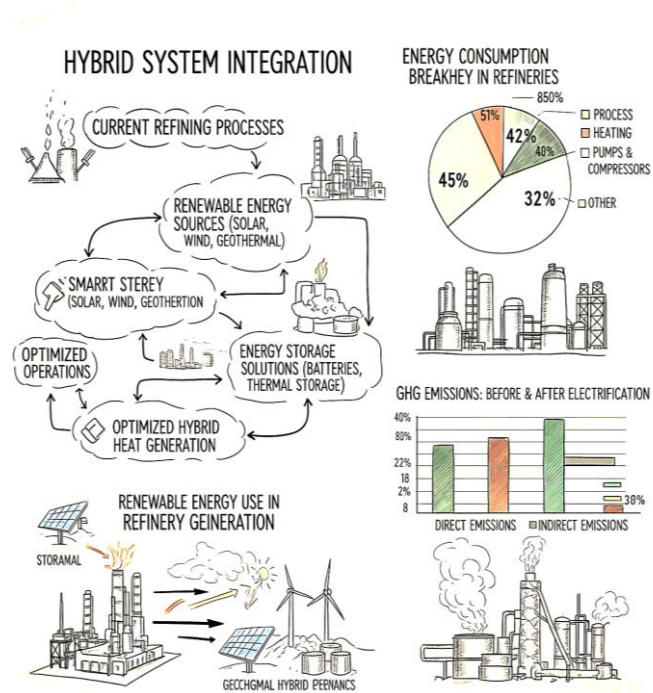 HYBRID SYSTEM INTEGRATION
CURRENT REFINING PROCESSES
RENEWABLE ENERGY
SOURCES (SOLAR,
WIND, GEOTHERMAL)
SMARRT STEREY
(SOLAR, WIND, GEOTHERTION
ENERGY STORAGE
SOLUTIONS (BATTERIES,
THERMAL STORAGE)
OPTIMIZED
OPERATIONS
OPTIMIZED HYBRID
HEAT GENERATION
RENEWABLE ENERGY USE IN
REFINERY GEINERATION
STORAMAL
GECCHGMAL HYBRID PEPNANCS
ENERGY CONSUMPTION
BREAKHEY IN REFINERIES
850%
51%
42%
40%
45%
32%
PROCESS
HEATING
PUMPS &
COMPRESSORS
OTHER
GHG EMISSIONS: BEFORE & AFTER ELECTRIFICATION
40%
80%
22%
18
2%
8
30%
DIRECT EMISSIONS
INDIRECT EMISSIONS